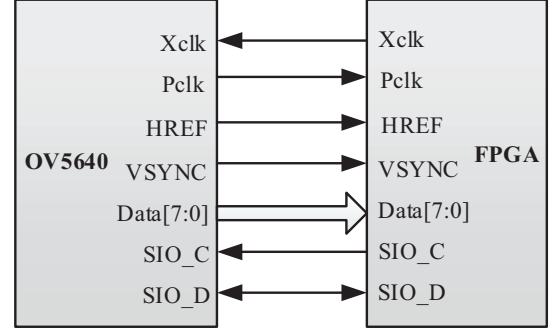 Xclk Xclk
Pclk Pclk
HREF HREF
OV5640 FPGA
VSYNC VSYNC
Data[7:0] Data[7:0]
SIO_C SIO_C
SIO_D SIO_D